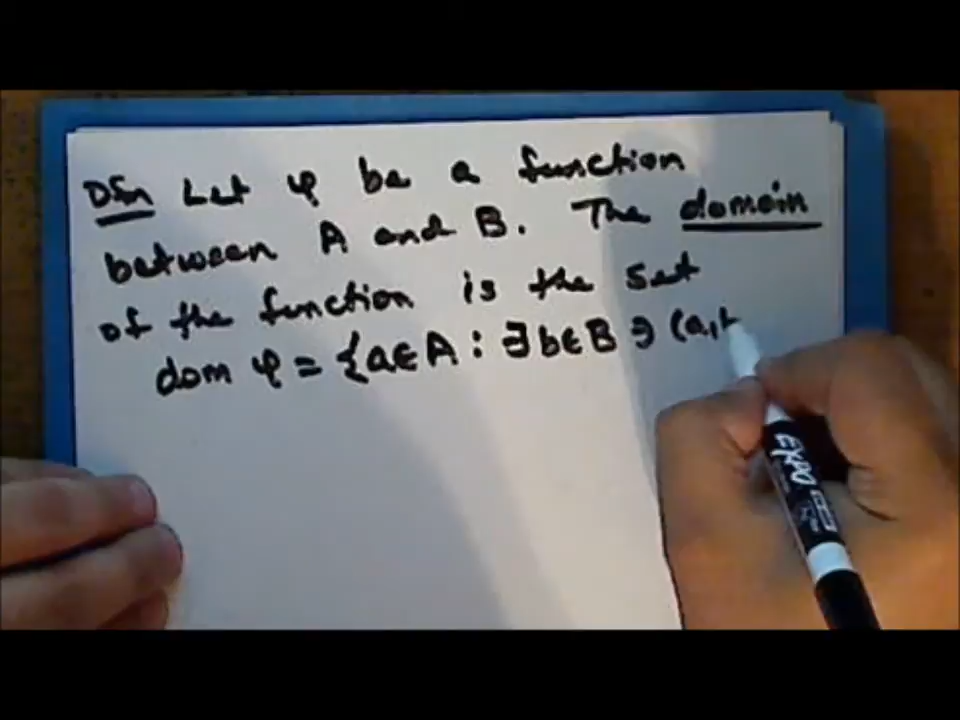 Dfn Let φ be a function
between A and B. The domain
of the function is the set
dom φ = {a∈A : ∃ b∈B ∋ (a,
EXPO